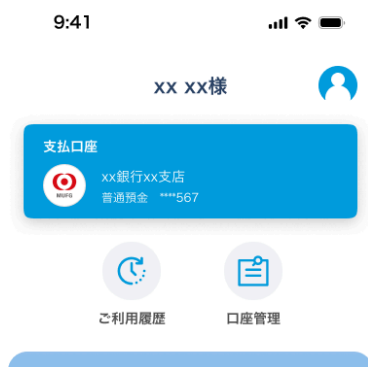 9:41
xx xx様
支払口座
xx銀行xx支店
MUFG
普通預金 ****567
ご利用履歴
口座管理